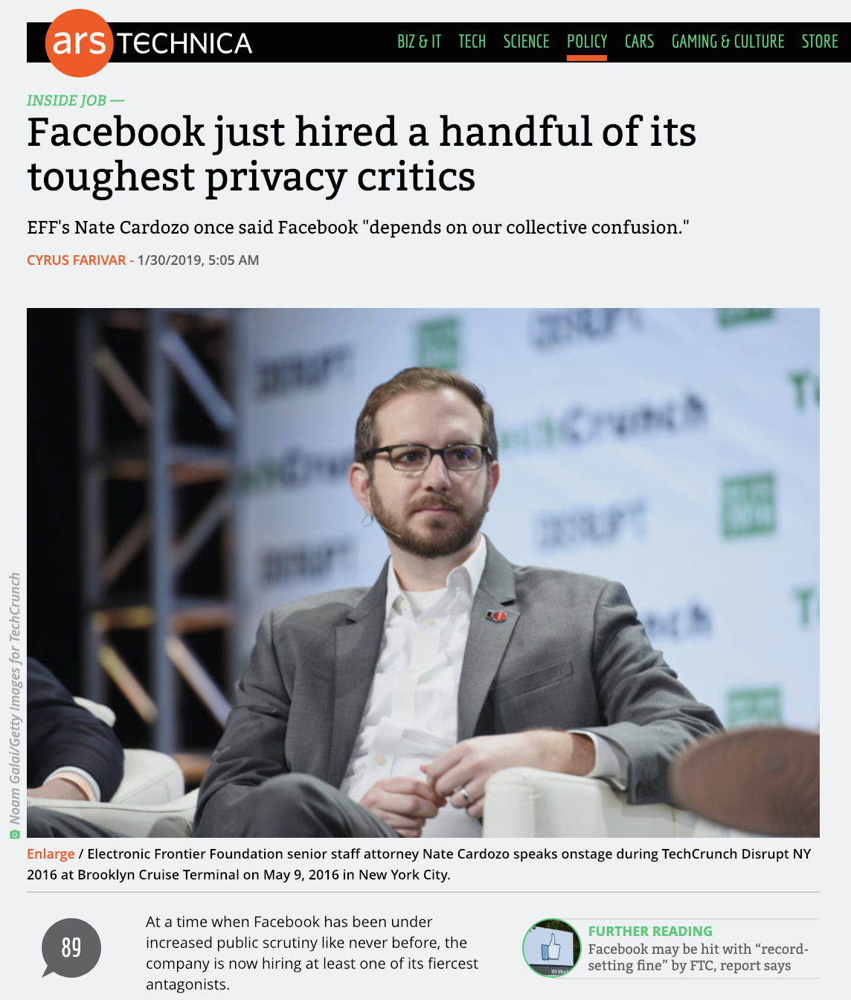 ars TECHNICA
BIZ & IT TECH SCIENCE POLICY CARS GAMING & CULTURE STORE
INSIDE JOB —
Facebook just hired a handful of its
toughest privacy critics
EFF's Nate Cardozo once said Facebook "depends on our collective confusion."
CYRUS FARIVAR - 1/30/2019, 5:05 AM
DISRUPT
DISRUPT
TechCrunch
DISRUPT
DISRUPT
Noam Galai/Getty Images for TechCrunch
Enlarge / Electronic Frontier Foundation senior staff attorney Nate Cardozo speaks onstage during TechCrunch Disrupt NY
2016 at Brooklyn Cruise Terminal on May 9, 2016 in New York City.
89
At a time when Facebook has been under
increased public scrutiny like never before, the
company is now hiring at least one of its fiercest
antagonists.
FURTHER READING
Facebook may be hit with “record-
setting fine” by FTC, report says